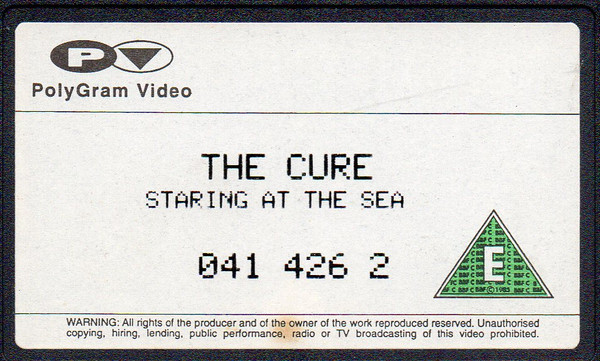 P
PolyGram Video
THE CURE
STARING AT THE SEA
041 426 2
E
©1985
WARNING: All rights of the producer and of the owner of the work reproduced reserved. Unauthorised
copying, hiring, lending, public performance, radio or TV broadcasting of this video prohibited.